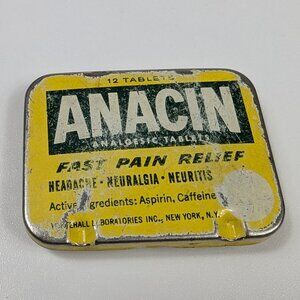 12 TABLETS
ANACIN
ANALGESIC TABLETS
FAST PAIN RELIEF
HEADACHE • NEURALGIA • NEURITIS
Active Ingredients: Aspirin, Caffeine
WHITEHALL LABORATORIES INC., NEW YORK, N.Y.